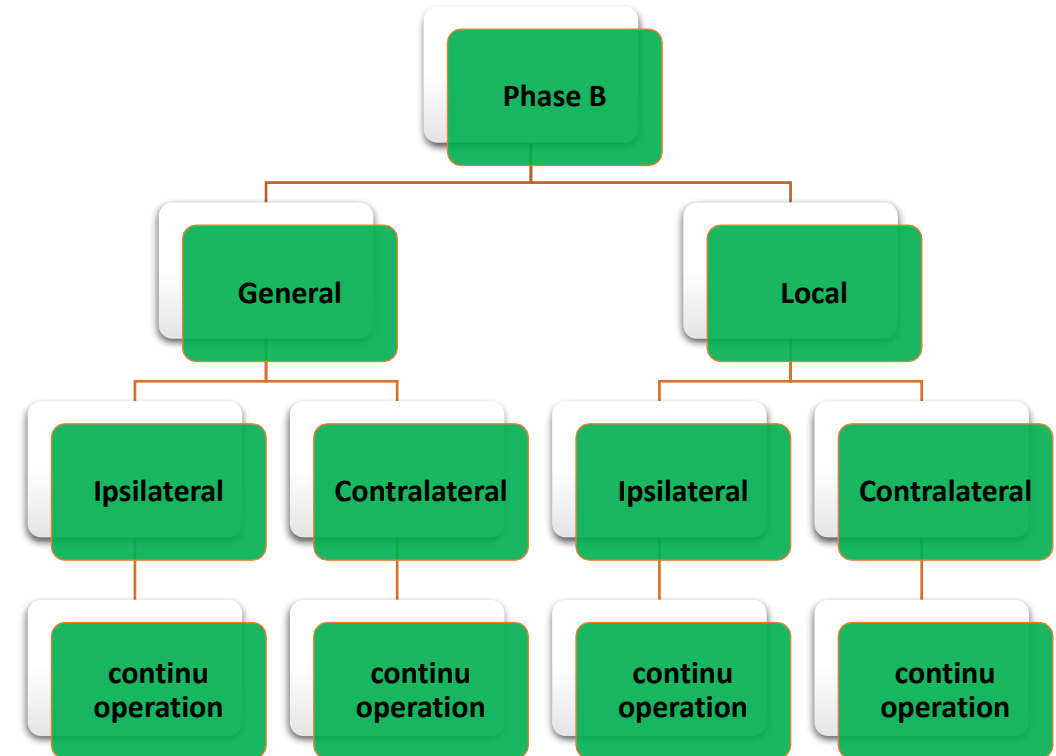 Phase B
General
Local
Ipsilateral
Contralateral
Ipsilateral
Contralateral
continu
operation
continu
operation
continu
operation
continu
operation